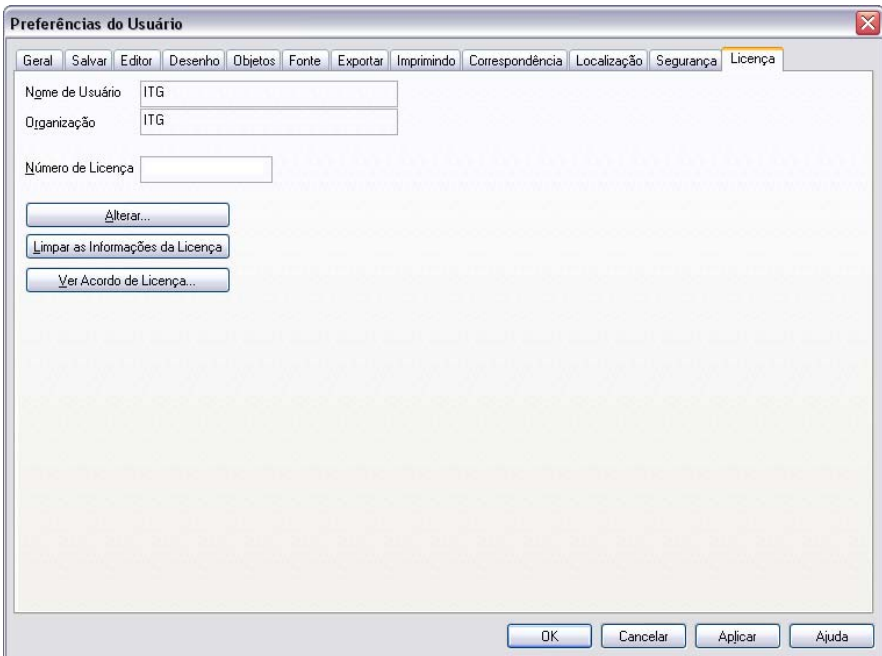 Preferências do Usuário
Geral Salvar Editor Desenho Objetos Fonte Exportar Imprimindo Correspondência Localização Segurança Licença
Nome de Usuário ITG
Organização ITG
Número de Licença
Alterar...
Limpar as Informações da Licença
Ver Acordo de Licença...
OK Cancelar Aplicar Ajuda